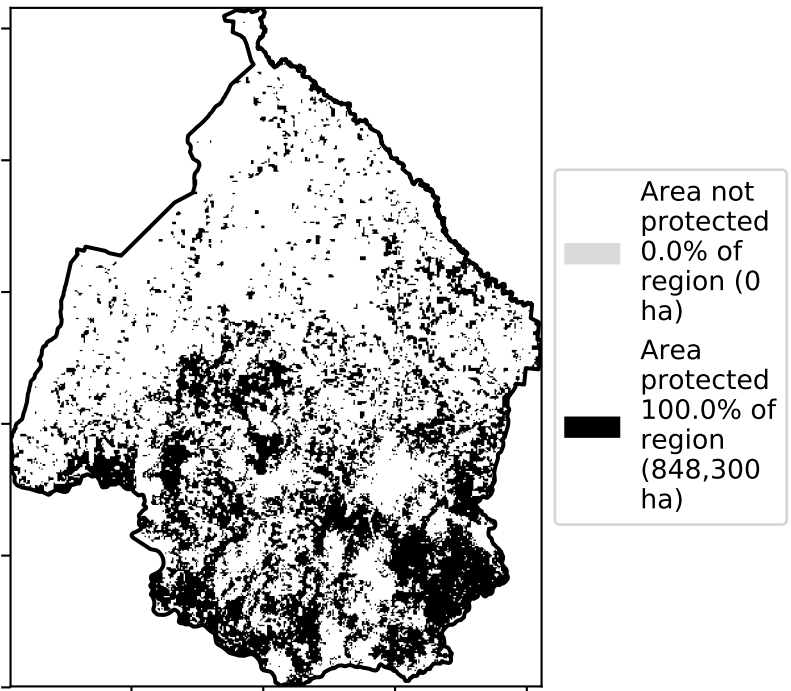 Area not
protected
0.0% of
region (0
ha)
Area
protected
100.0% of
region
(848,300
ha)